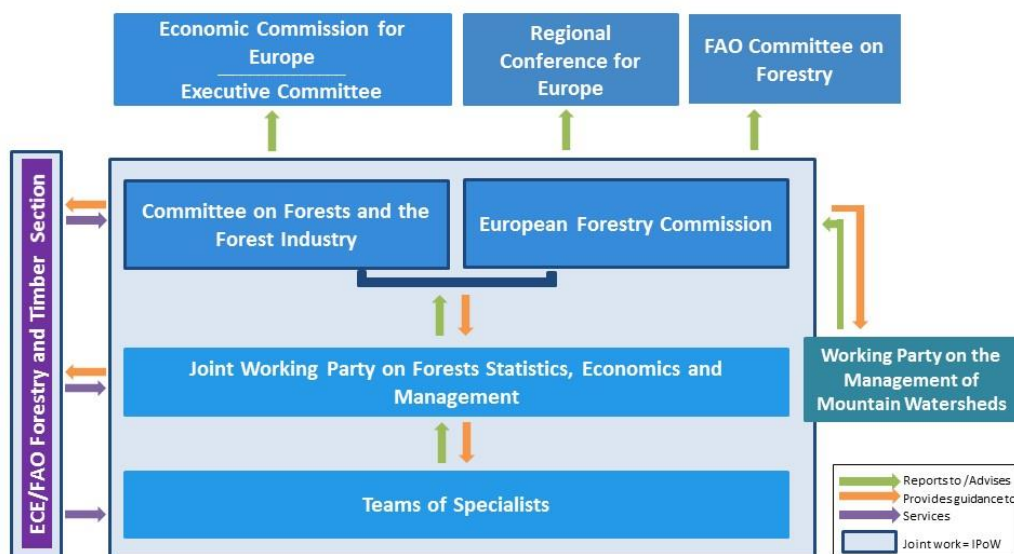 Economic Commission for
Europe
Executive Committee
Regional
Conference for
Europe
FAO Committee on
Forestry
ECE/FAO Forestry and Timber Section
Committee on Forests and the
Forest Industry
European Forestry Commission
Joint Working Party on Forests Statistics, Economics and
Management
Working Party on the
Management of
Mountain Watersheds
Teams of Specialists
Reports to /Advises
Provides guidance to
Services
Joint work = IPoW